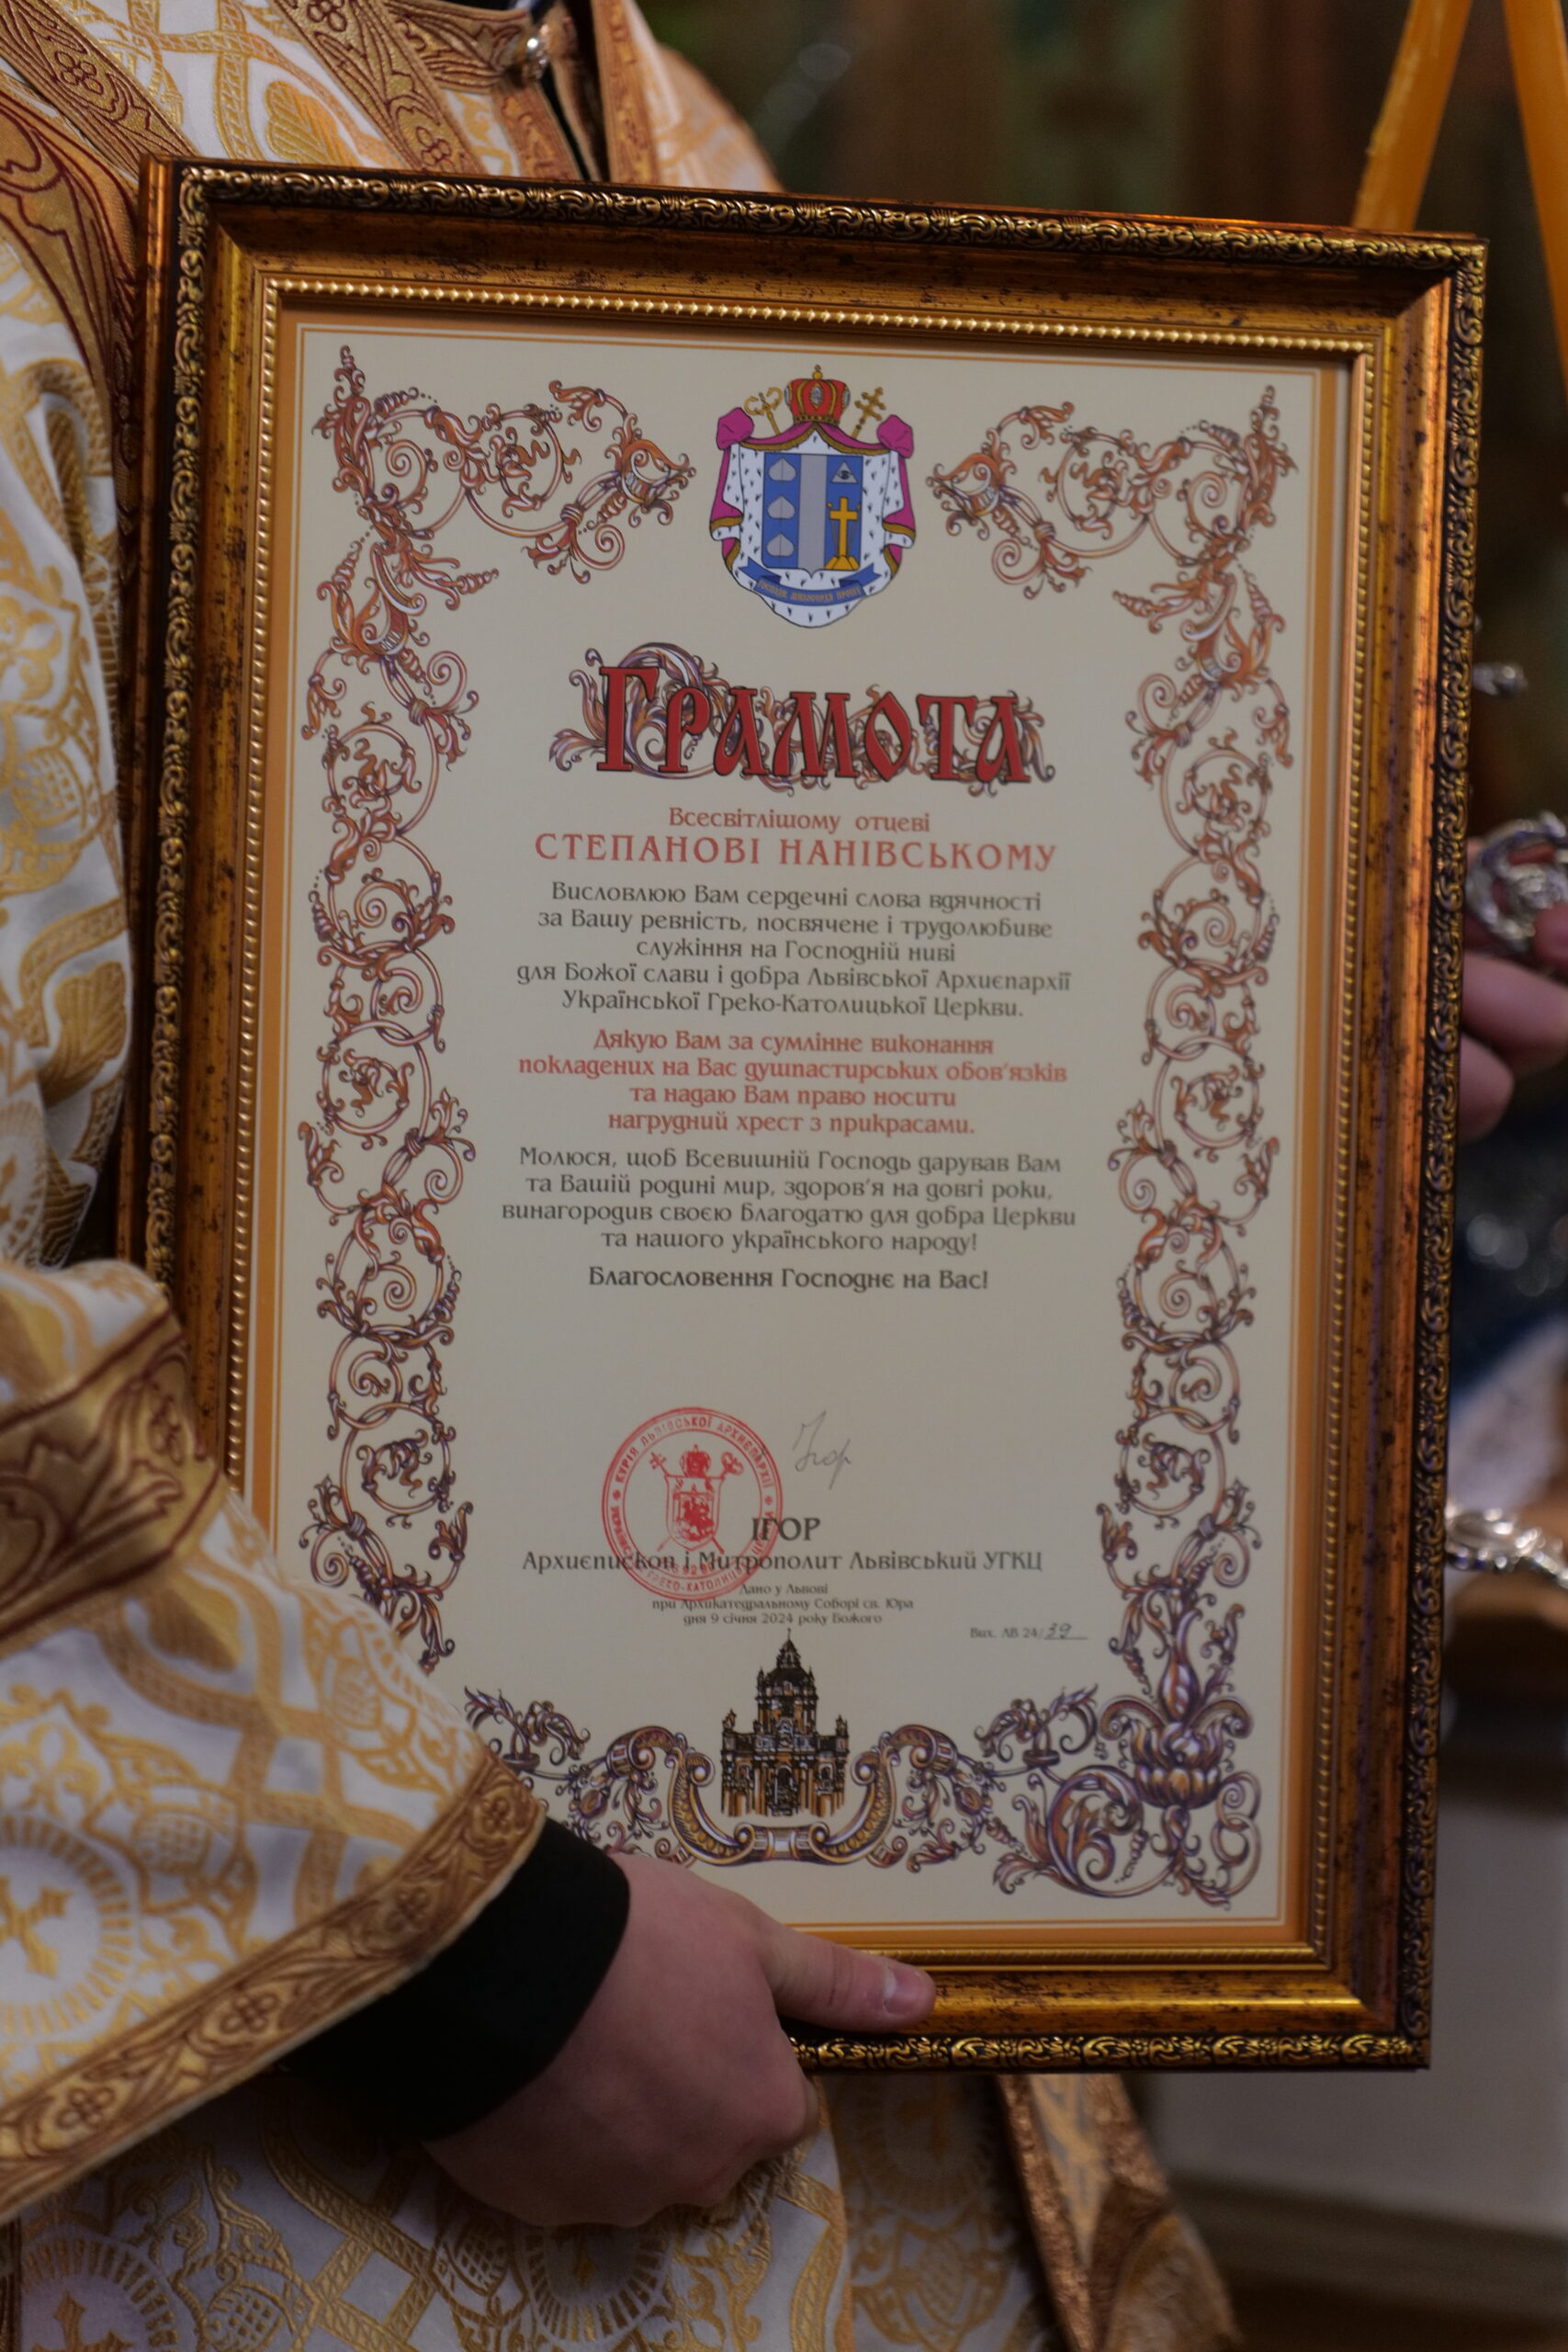 Грамота
Всесвітлішому отцеві
СТЕПАНОВІ НАНІВСЬКОМУ
Висловлюю Вам сердечні слова вдячності
за Вашу ревність, посвячене і трудолюбиве
служіння на Господній ниві
для Божої слави і добра Львівської Архиєпархії
Української Греко-Католицької Церкви.
Дякую Вам за сумлінне виконання
покладених на Вас душпастирських обов'язків
та надаю Вам право носити
нагрудний хрест з прикрасами.
Молюся, щоб Всевишній Господь дарував Вам
та Вашій родині мир, здоров'я на довгі роки,
винагородив своєю благодатю для добра Церкви
та нашого українського народу!
Благословення Господнє на Вас!
КУРІЯ ЛЬВІВСЬКОЇ АРХИЄПАРХІЇ
Ігор
ІГОР
Архиєпископ і Митрополит Львівський УГКЦ
Дано у Львові
при Архикатедральному Соборі св. Юра
дня 9 січня 2024 року Божого
Вих. ЛВ 24/39